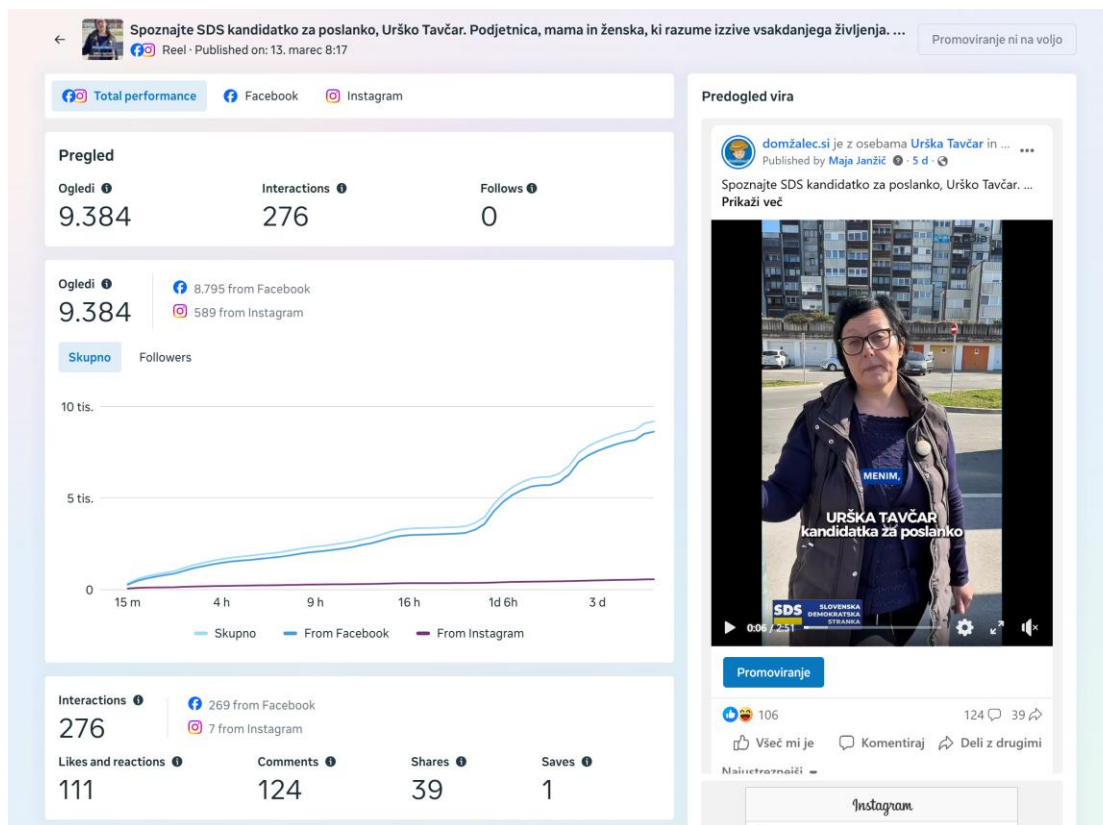 Spoznajte SDS kandidatko za poslanko, Urško Tavčar. Podjetnica, mama in ženska, ki razume izzive vsakdanjega življenja. ...
Reel · Published on: 13. marec 8:17
Promoviranje ni na voljo
Total performance Facebook Instagram
Pregled
Ogledi Interactions Follows
9.384 276 0
Ogledi
9.384
8.795 from Facebook
589 from Instagram
Skupno Followers
10 tis.
5 tis.
0
15 m 4 h 9 h 16 h 1d 6h 3 d
Skupno From Facebook From Instagram
Interactions
276
269 from Facebook
7 from Instagram
Likes and reactions Comments Shares Saves
111 124 39 1
Predogled vira
domžalec.si je z osebama Urška Tavčar in ...
Published by Maja Janžič · 5 d ·
Spoznajte SDS kandidatko za poslanko, Urško Tavčar. ...
Prikaži več
MENIM,
URŠKA TAVČAR
kandidatka za poslanko
SDS SLOVENSKA
DEMOKRATSKA
STRANKA
0:06 / 2:51
Promoviranje
106 124 39
Všeč mi je Komentiraj Deli z drugimi
Najustreznejši
Instagram